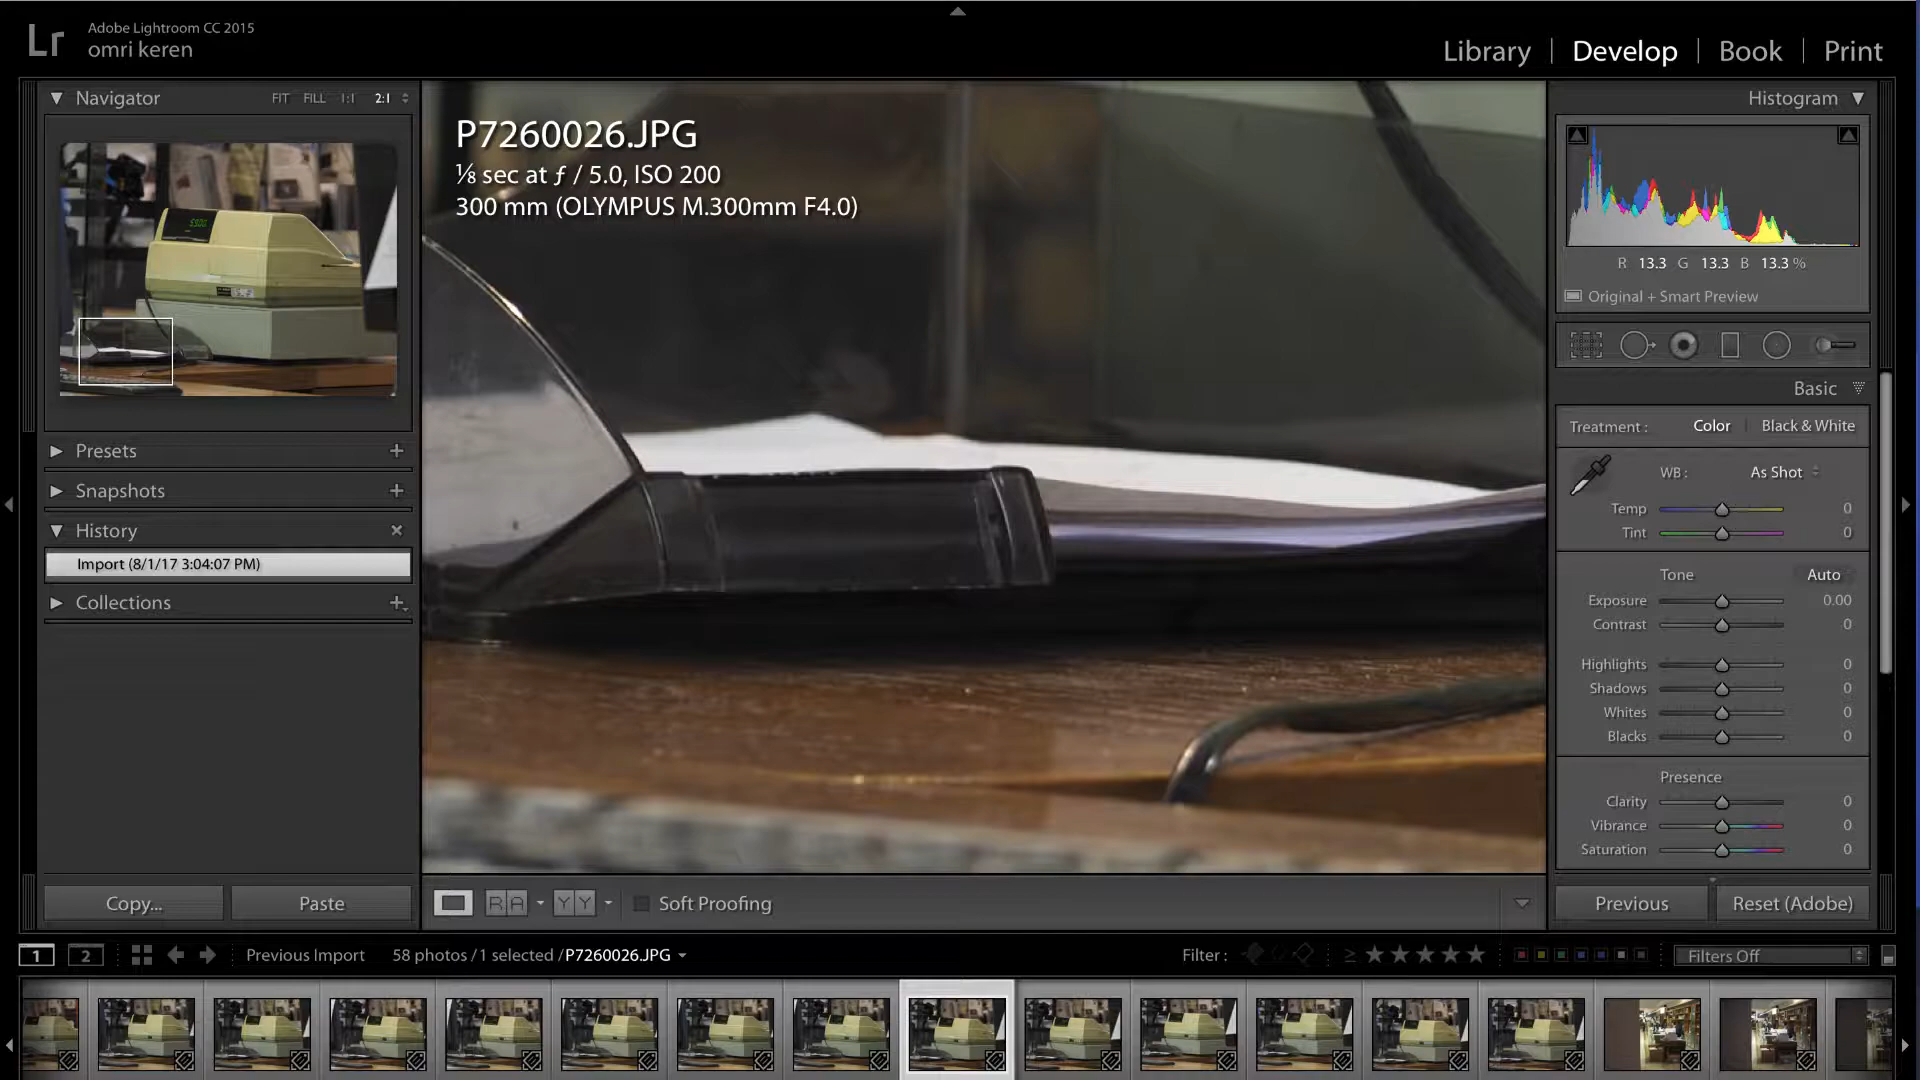 Lr
Adobe Lightroom CC 2015
omri keren
Library | Develop | Book | Print
Navigator FIT FILL 1:1 2:1
Presets
Snapshots
History
Import (8/1/17 3:04:07 PM)
Collections
Copy...
Paste
P7260026.JPG
⅛ sec at ƒ / 5.0, ISO 200
300 mm (OLYMPUS M.300mm F4.0)
Histogram
R 13.3 G 13.3 B 13.3 %
Original + Smart Preview
Basic
Treatment : Color Black & White
WB : As Shot
Temp 0
Tint 0
Tone Auto
Exposure 0.00
Contrast 0
Highlights 0
Shadows 0
Whites 0
Blacks 0
Presence
Clarity 0
Vibrance 0
Saturation 0
Previous
Reset (Adobe)
R A Y Y Soft Proofing
1 2 Previous Import 58 photos / 1 selected / P7260026.JPG Filter : ≥ Filters Off